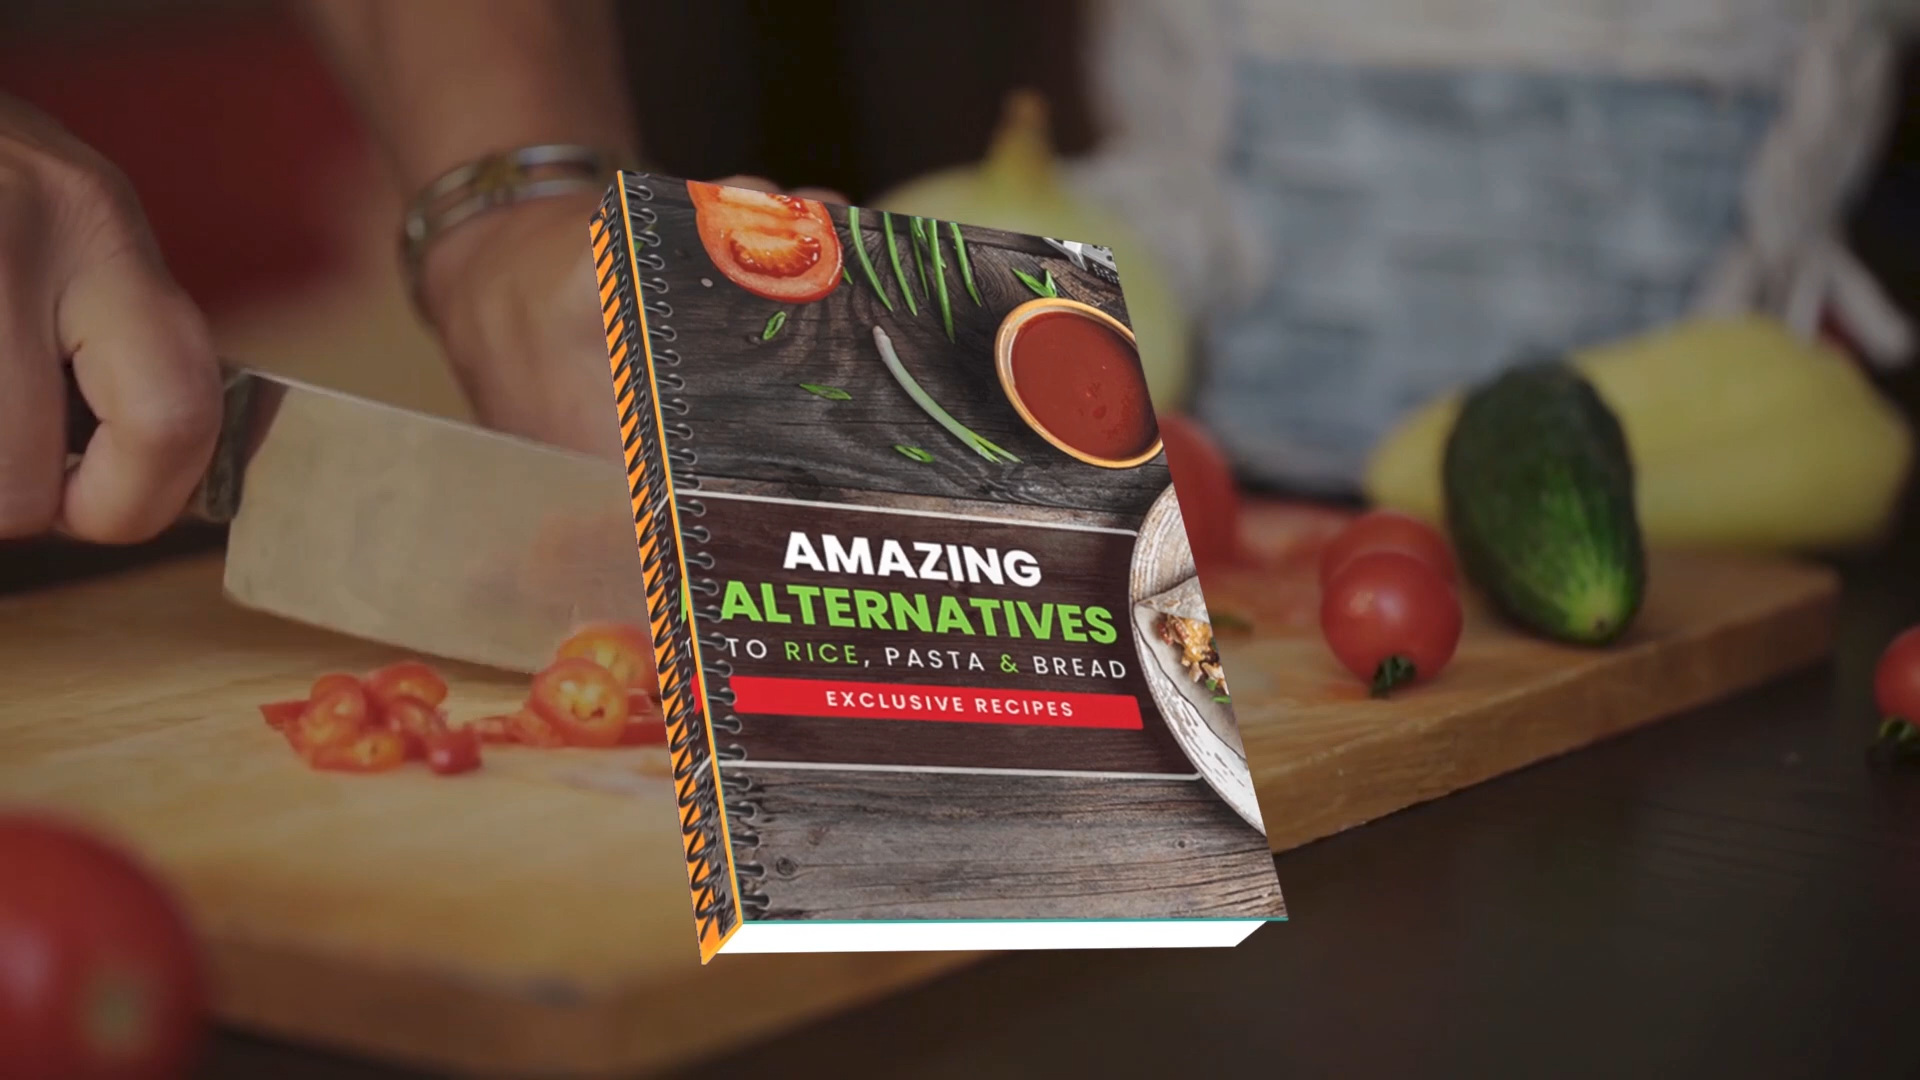 AMAZING
ALTERNATIVES
TO RICE, PASTA & BREAD
EXCLUSIVE RECIPES